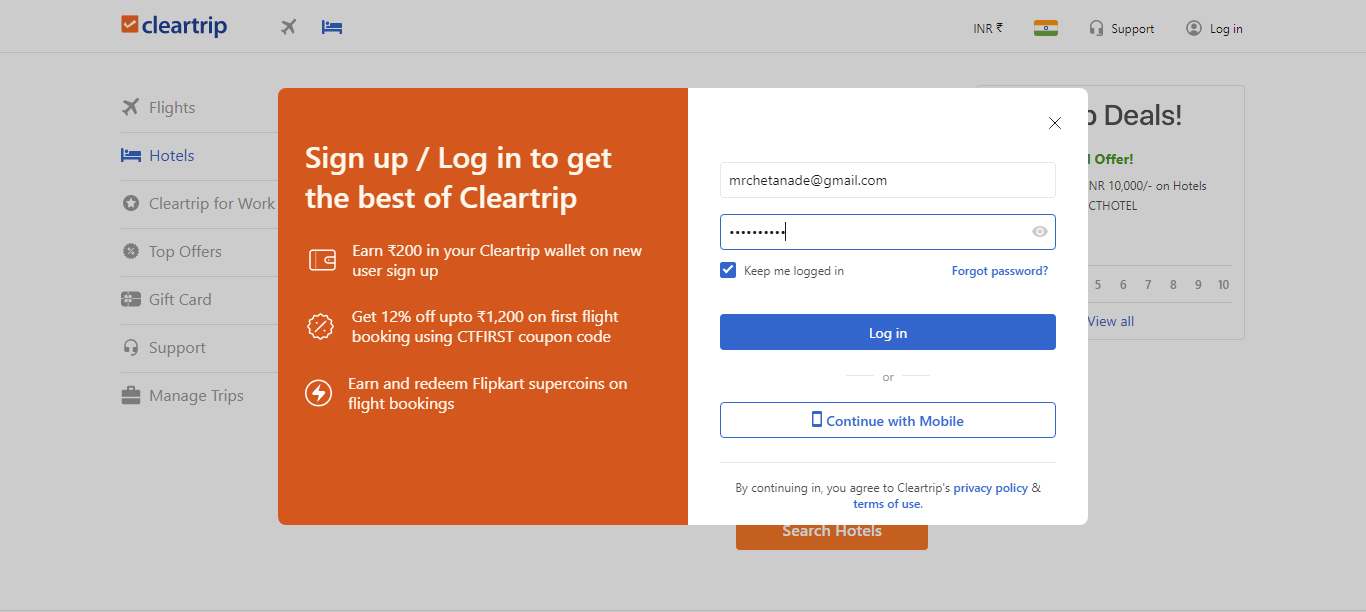 cleartrip
INR ₹
Support
Log in
Flights
Hotels
Cleartrip for Work
Top Offers
Gift Card
Support
Manage Trips
Sign up / Log in to get
the best of Cleartrip
Earn ₹200 in your Cleartrip wallet on new
user sign up
Get 12% off upto ₹1,200 on first flight
booking using CTFIRST coupon code
Earn and redeem Flipkart supercoins on
flight bookings
mrchetanade@gmail.com
••••••••••
Keep me logged in
Forgot password?
Log in
or
Continue with Mobile
By continuing in, you agree to Cleartrip's privacy policy &
terms of use.
Deals!
Offer!
NR 10,000/- on Hotels
CTHOTEL
5 6 7 8 9 10
View all
Search Hotels